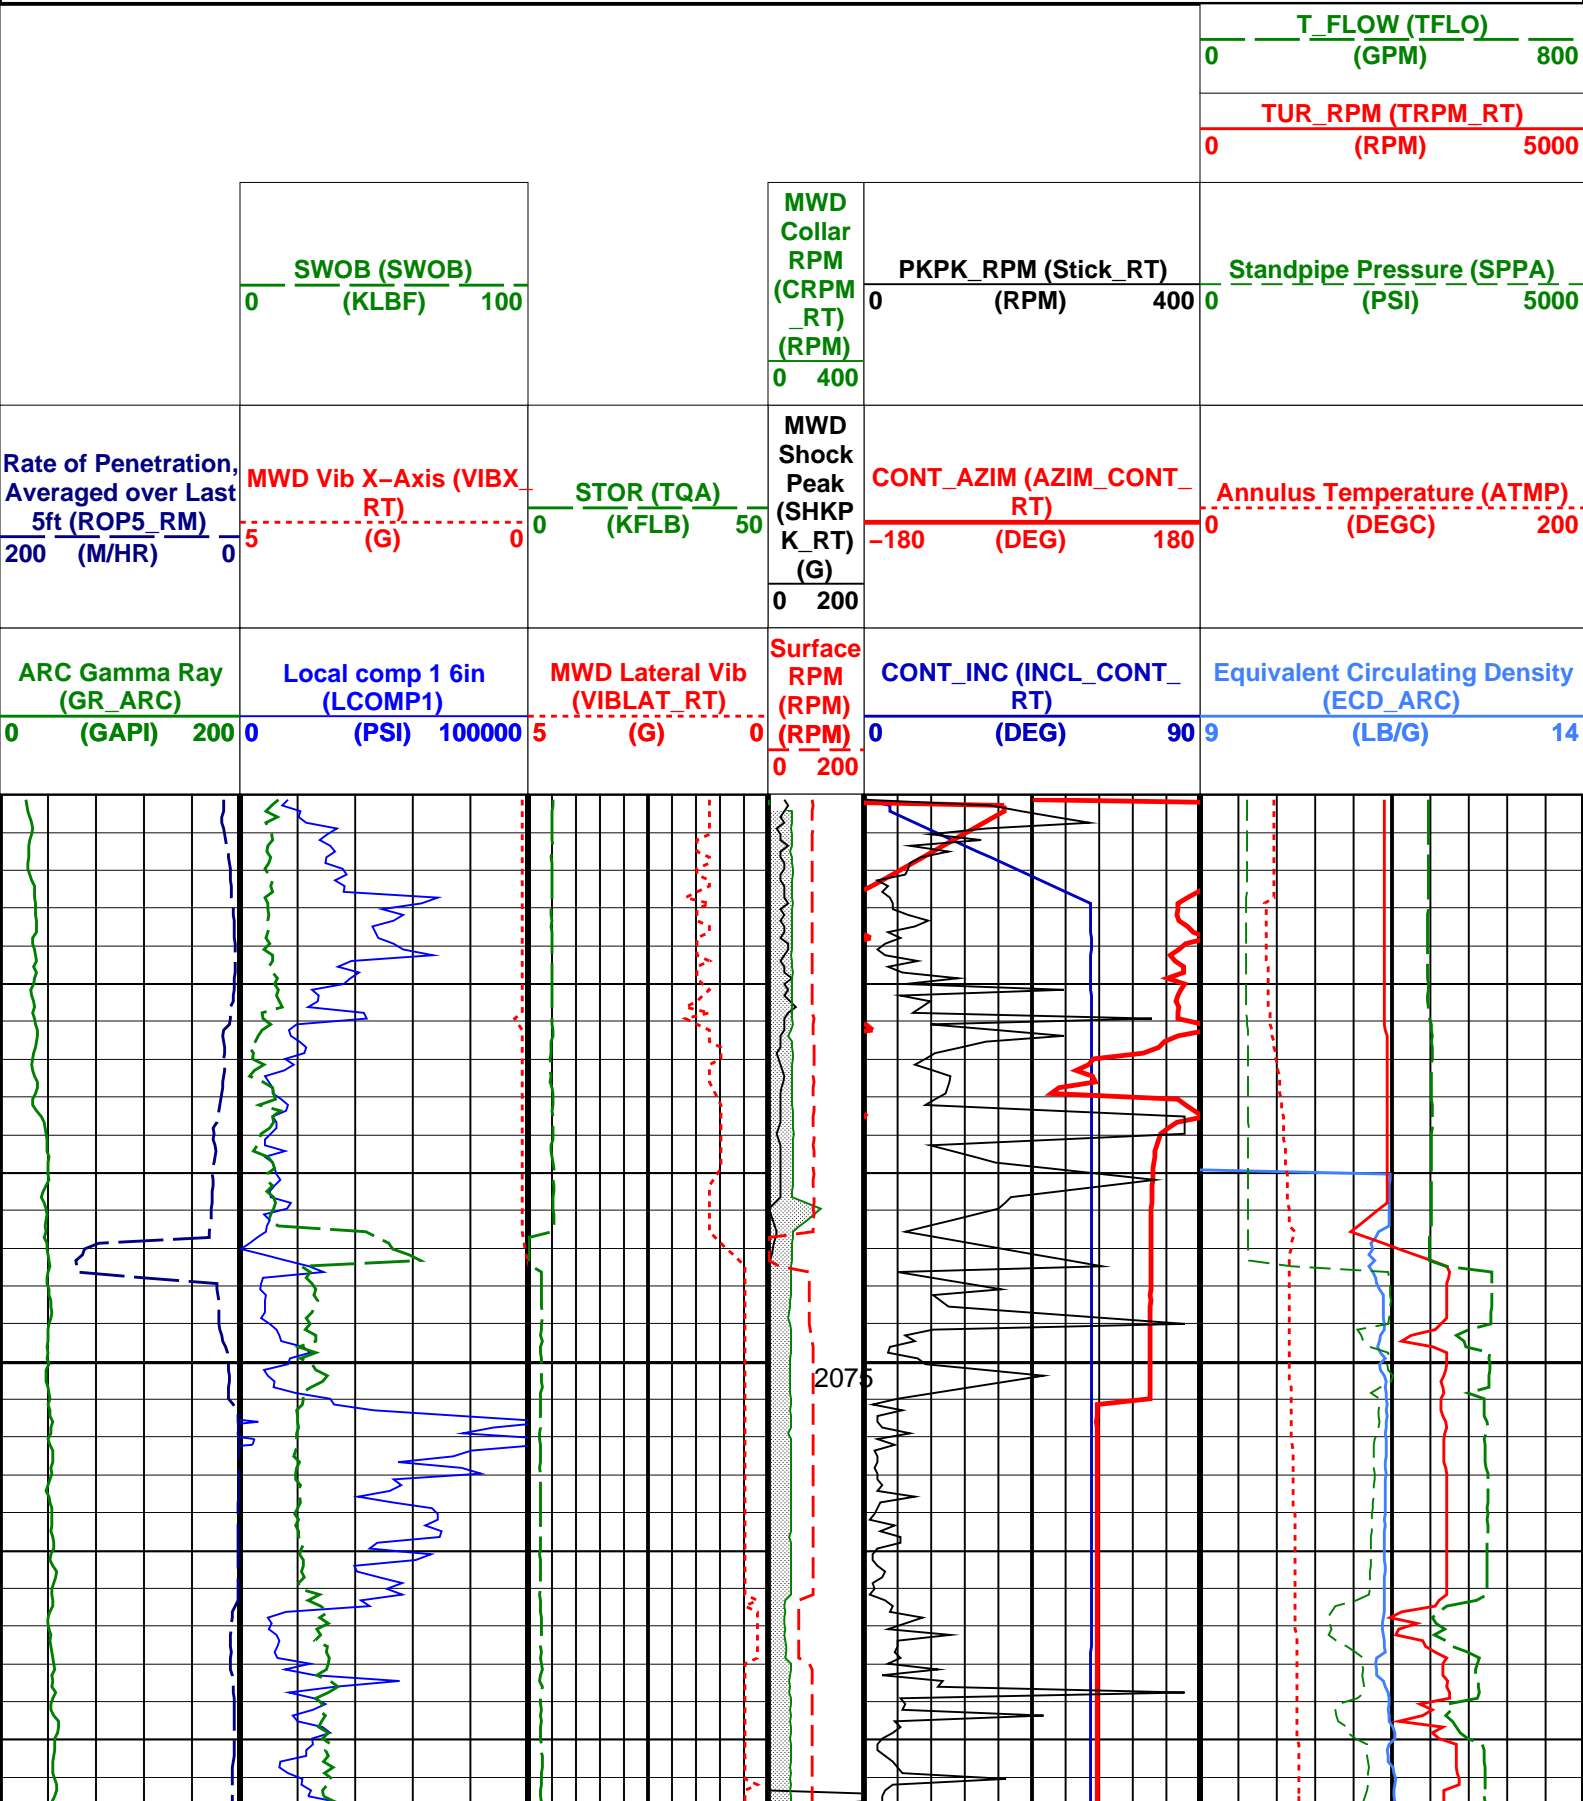 T_FLOW (TFLO)
0 (GPM) 800
TUR_RPM (TRPM_RT)
0 (RPM) 5000
SWOB (SWOB)
0 (KLBF) 100
MWD
Collar
RPM
(CRPM
_RT)
(RPM)
0 400
PKPK_RPM (Stick_RT)
0 (RPM) 400
Standpipe Pressure (SPPA)
0 (PSI) 5000
Rate of Penetration,
Averaged over Last
5ft (ROP5_RM)
200 (M/HR) 0
MWD Vib X−Axis (VIBX_
RT)
5 (G) 0
STOR (TQA)
0 (KFLB) 50
MWD
Shock
Peak
(SHKP
K_RT)
(G)
0 200
CONT_AZIM (AZIM_CONT_
RT)
−180 (DEG) 180
Annulus Temperature (ATMP)
0 (DEGC) 200
ARC Gamma Ray
(GR_ARC)
0 (GAPI) 200
Local comp 1 6in
(LCOMP1)
0 (PSI) 100000
MWD Lateral Vib
(VIBLAT_RT)
5 (G) 0
Surface
RPM
(RPM)
(RPM)
0 200
CONT_INC (INCL_CONT_
RT)
0 (DEG) 90
Equivalent Circulating Density
(ECD_ARC)
9 (LB/G) 14
2075